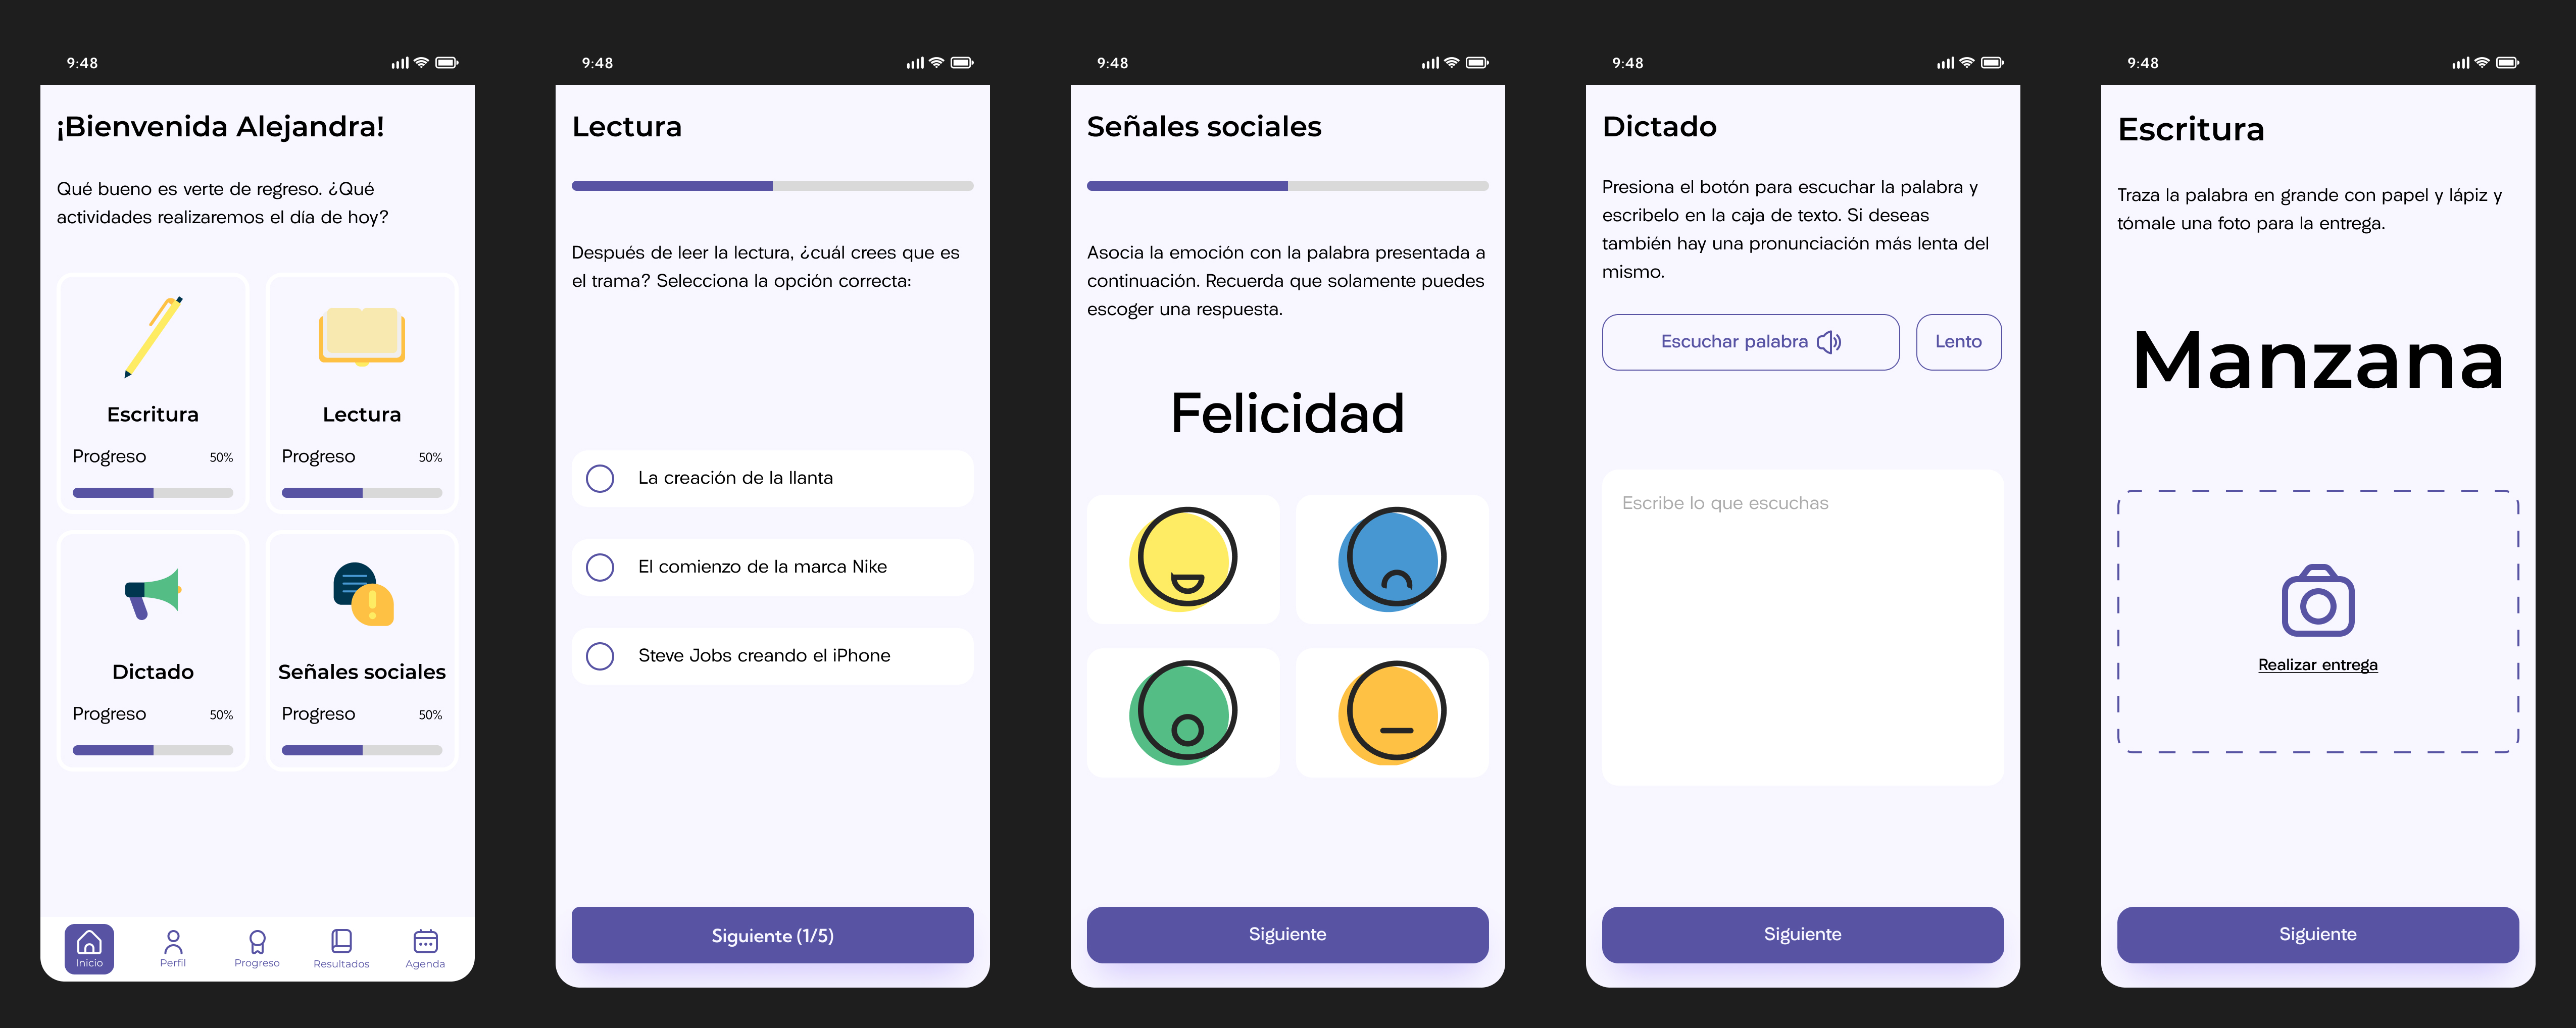 9:48
¡Bienvenida Alejandra!
Qué bueno es verte de regreso. ¿Qué
actividades realizaremos el día de hoy?
Escritura
Progreso 50%
Lectura
Progreso 50%
Dictado
Progreso 50%
Señales sociales
Progreso 50%
Inicio
Perfil
Progreso
Resultados
Agenda
9:48
Lectura
Después de leer la lectura, ¿cuál crees que es
el trama? Selecciona la opción correcta:
La creación de la llanta
El comienzo de la marca Nike
Steve Jobs creando el iPhone
Siguiente (1/5)
9:48
Señales sociales
Asocia la emoción con la palabra presentada a
continuación. Recuerda que solamente puedes
escoger una respuesta.
Felicidad
Siguiente
9:48
Dictado
Presiona el botón para escuchar la palabra y
escribelo en la caja de texto. Si deseas
también hay una pronunciación más lenta del
mismo.
Escuchar palabra
Lento
Escribe lo que escuchas
Siguiente
9:48
Escritura
Traza la palabra en grande con papel y lápiz y
tómale una foto para la entrega.
Manzana
Realizar entrega
Siguiente